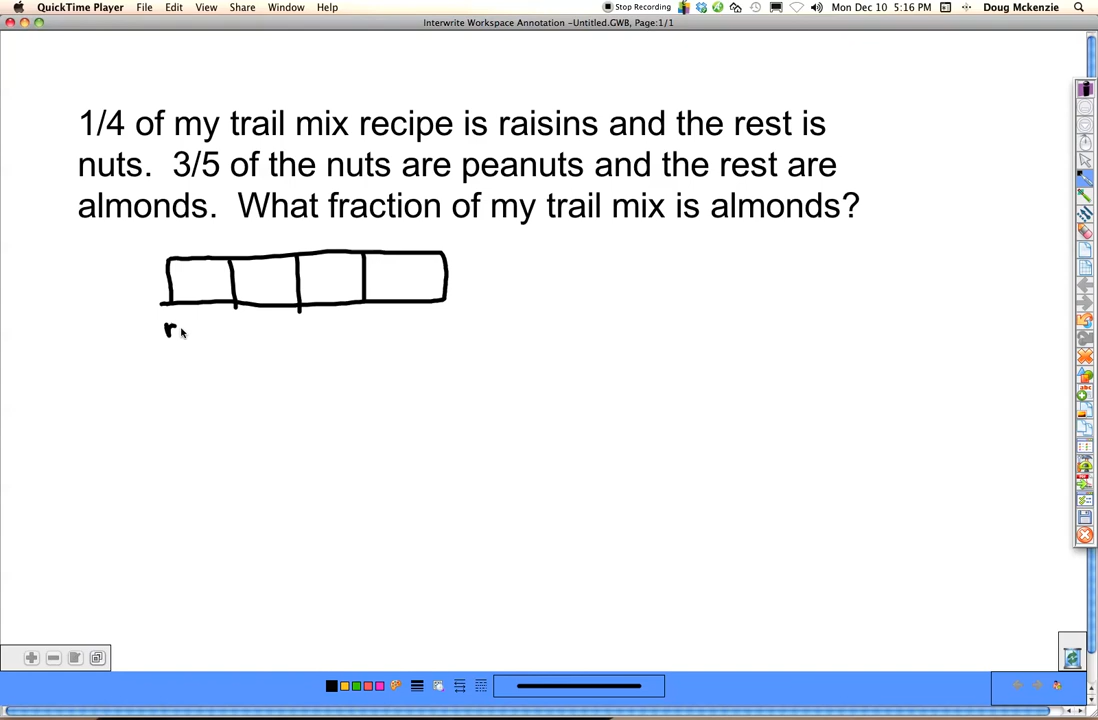 QuickTime Player File Edit View Share Window Help Stop Recording Mon Dec 10 5:16 PM Doug Mckenzie
Interwrite Workspace Annotation –Untitled.GWB, Page:1/1
1/4 of my trail mix recipe is raisins and the rest is
nuts. 3/5 of the nuts are peanuts and the rest are
almonds. What fraction of my trail mix is almonds?
r